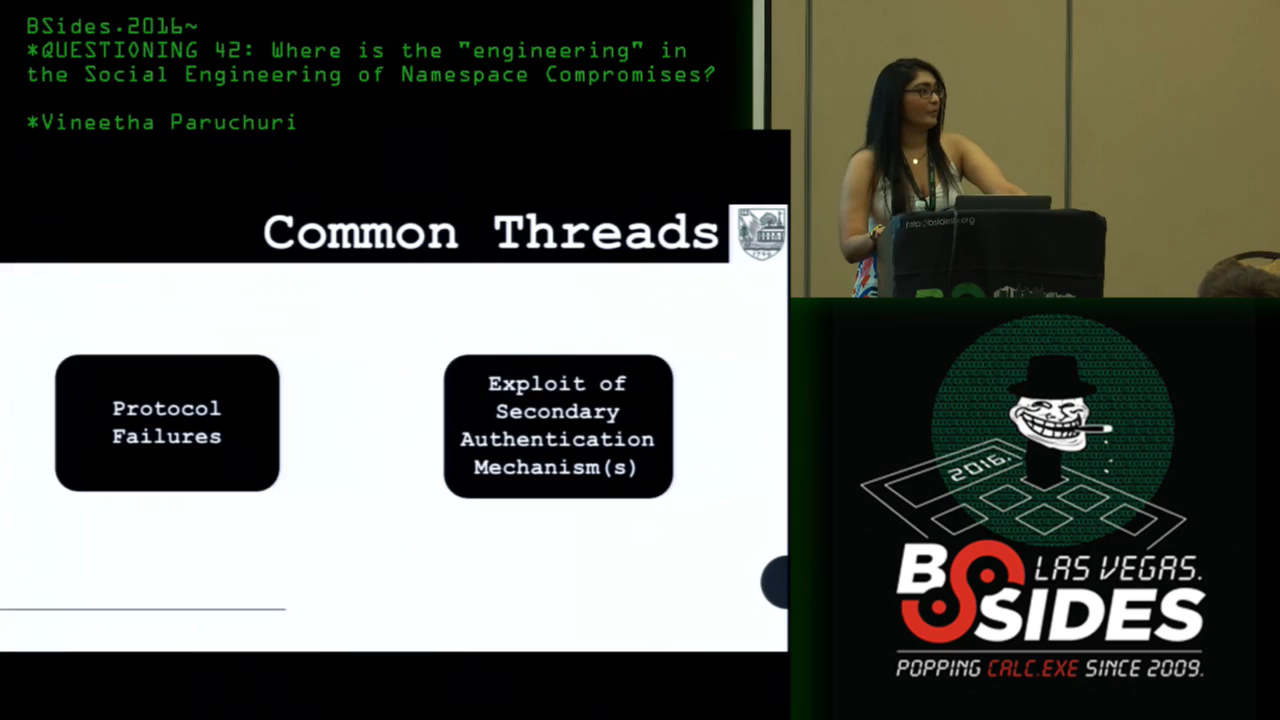 BSides.2016~
*QUESTIONING 42: Where is the "engineering" in
the Social Engineering of Namespace Compromises?
*Vineetha Paruchuri
Common Threads
Protocol
Failures
Exploit of
Secondary
Authentication
Mechanism(s)
2016.
BSIDES
LAS VEGAS.
POPPING CALC.EXE SINCE 2009.